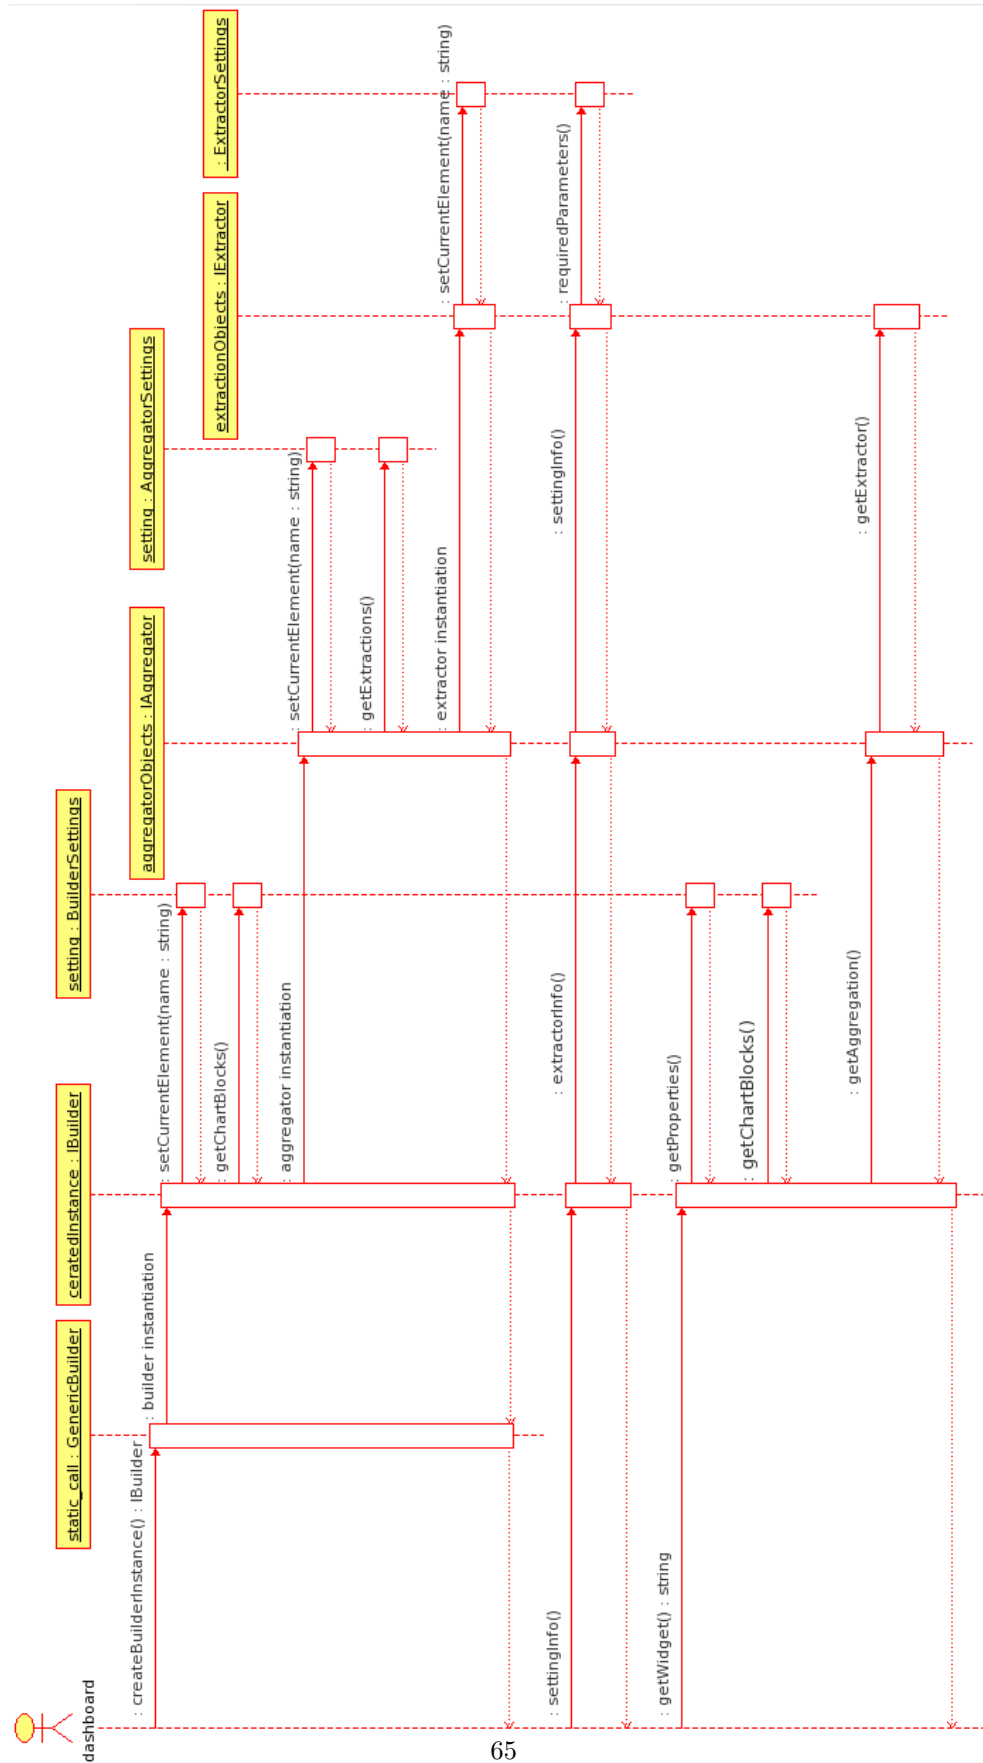 dashboard
static_call : GenericBuilder
ceratedInstance : IBuilder
setting : BuilderSettings
aggregatorObjects : IAggregator
setting : AggregatorSettings
extractionObjects : IExtractor
: ExtractorSettings
: createBuilderInstance() : IBuilder
: builder instantiation
: setCurrentElement(name : string)
: getChartBlocks()
: aggregator instantiation
: setCurrentElement(name : string)
: getExtractions()
: extractor instantiation
: setCurrentElement(name : string)
: settingInfo()
: extractorInfo()
: settingInfo()
: requiredParameters()
: getWidget() : string
: getProperties()
: getChartBlocks()
: getAggregation()
: getExtractor()
65